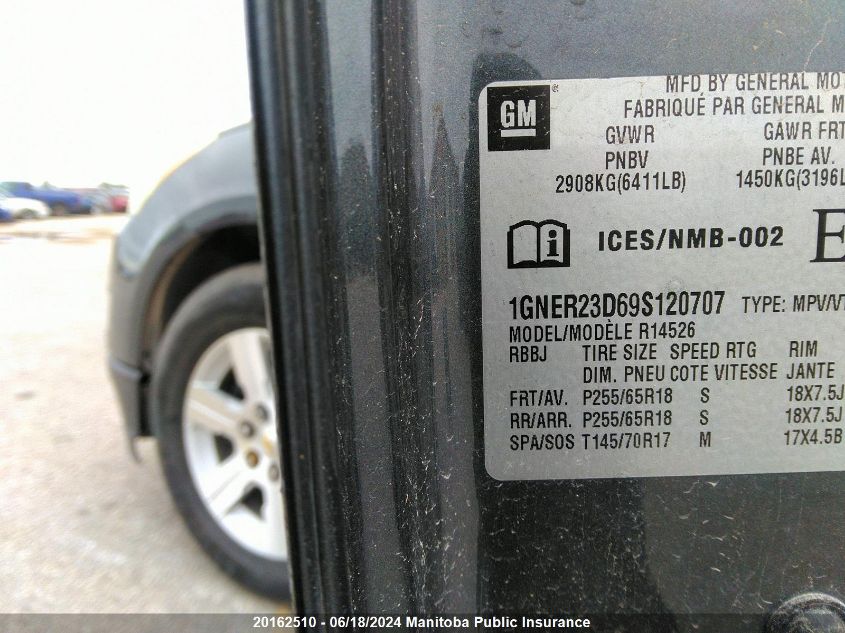 MFD BY GENERAL MO
GM ®
FABRIQUÉ PAR GENERAL M
GVWR GAWR FRT
PNBV PNBE AV.
2908KG(6411LB) 1450KG(3196L
i ICES/NMB-002 E
1GNER23D69S120707 TYPE: MPV/VT
MODEL/MODÈLE R14526
RBBJ TIRE SIZE SPEED RTG RIM
DIM. PNEU COTE VITESSE JANTE
FRT/AV. P255/65R18 S 18X7.5J
RR/ARR. P255/65R18 S 18X7.5J
SPA/SOS T145/70R17 M 17X4.5B
20162510 - 06/18/2024 Manitoba Public Insurance